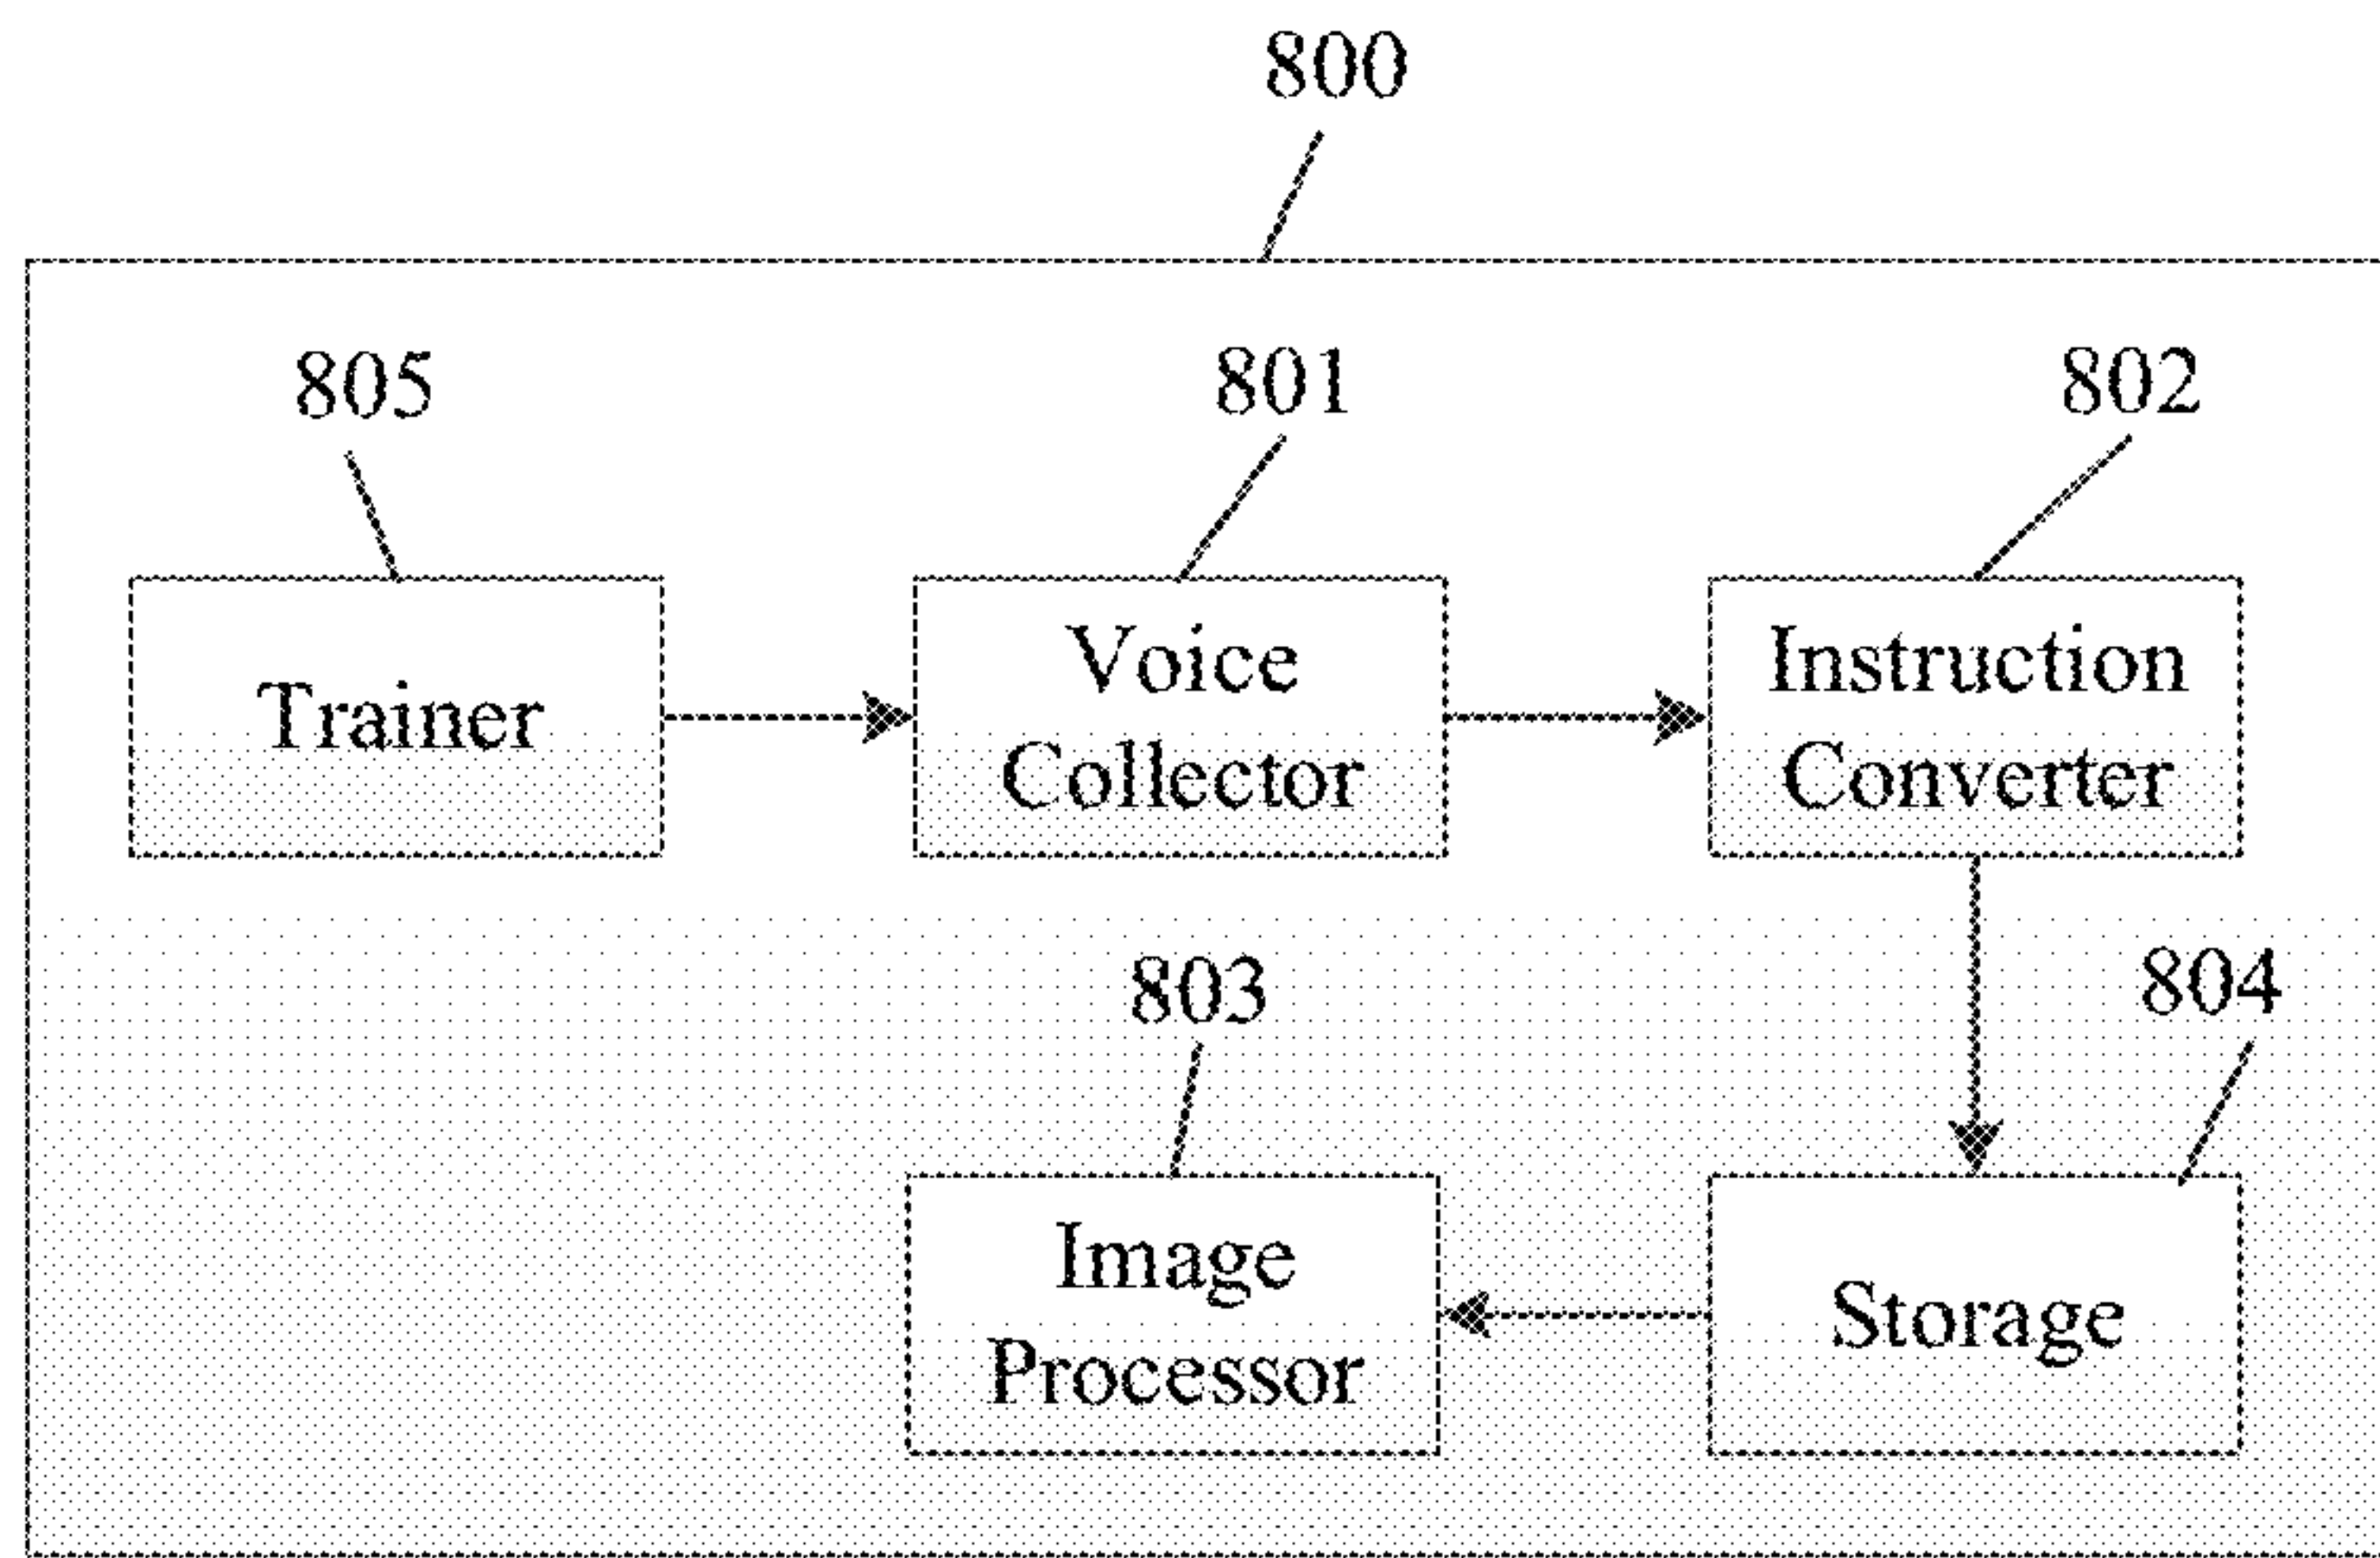 800
805
801
802
Trainer
Voice
Collector
Instruction
Converter
803
804
Image
Processor
Storage